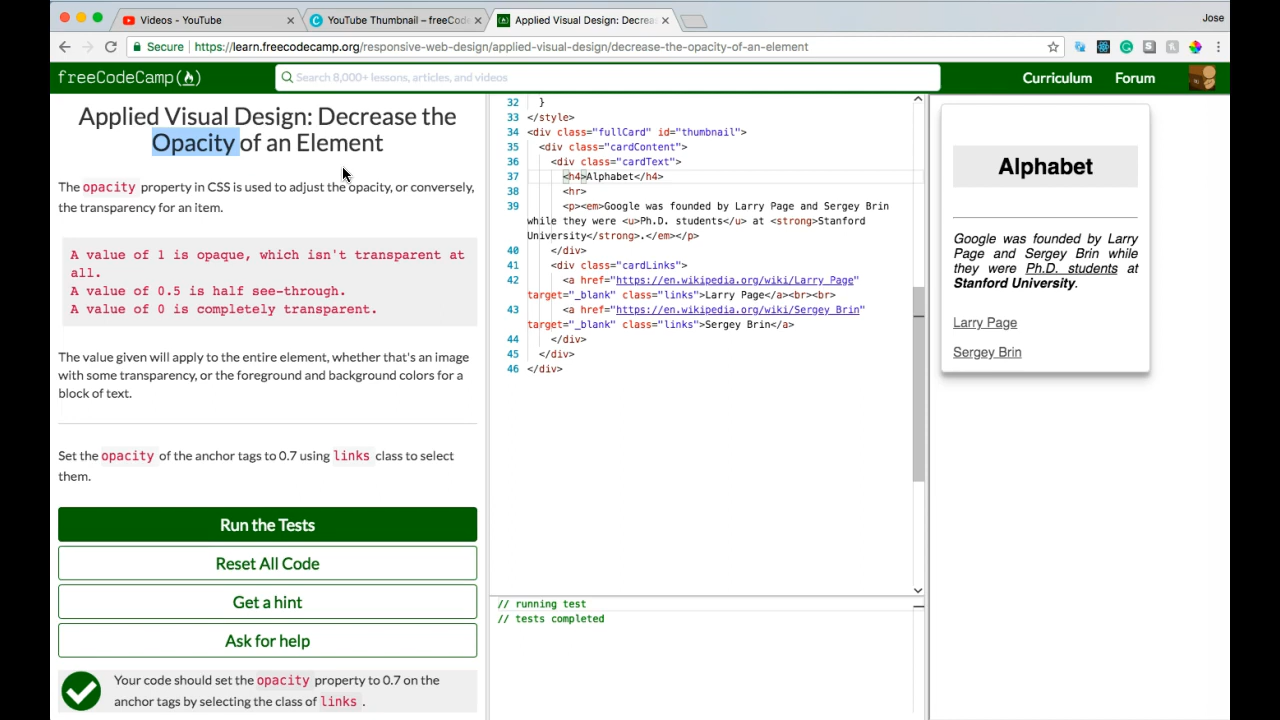 Videos - YouTube
YouTube Thumbnail – freeCode
Applied Visual Design: Decrea
Jose
Secure
https://learn.freecodecamp.org/responsive-web-design/applied-visual-design/decrease-the-opacity-of-an-element
freeCodeCamp
Search 8,000+ lessons, articles, and videos
Curriculum
Forum
Applied Visual Design: Decrease the
Opacity of an Element
The opacity property in CSS is used to adjust the opacity, or conversely,
the transparency for an item.
A value of 1 is opaque, which isn't transparent at
all.
A value of 0.5 is half see-through.
A value of 0 is completely transparent.
The value given will apply to the entire element, whether that's an image
with some transparency, or the foreground and background colors for a
block of text.
Set the opacity of the anchor tags to 0.7 using links class to select
them.
Run the Tests
Reset All Code
Get a hint
Ask for help
Your code should set the opacity property to 0.7 on the
anchor tags by selecting the class of links .
32 }
33 </style>
34 <div class="fullCard" id="thumbnail">
35 <div class="cardContent">
36 <div class="cardText">
37 <h4>Alphabet</h4>
38 <hr>
39 <p><em>Google was founded by Larry Page and Sergey Brin
while they were <u>Ph.D. students</u> at <strong>Stanford
University</strong>.</em></p>
40 </div>
41 <div class="cardLinks">
42 <a href="https://en.wikipedia.org/wiki/Larry_Page"
target="_blank" class="links">Larry Page</a><br><br>
43 <a href="https://en.wikipedia.org/wiki/Sergey_Brin"
target="_blank" class="links">Sergey Brin</a>
44 </div>
45 </div>
46 </div>
// running test
// tests completed
Alphabet
Google was founded by Larry
Page and Sergey Brin while
they were Ph.D. students at
Stanford University.
Larry Page
Sergey Brin